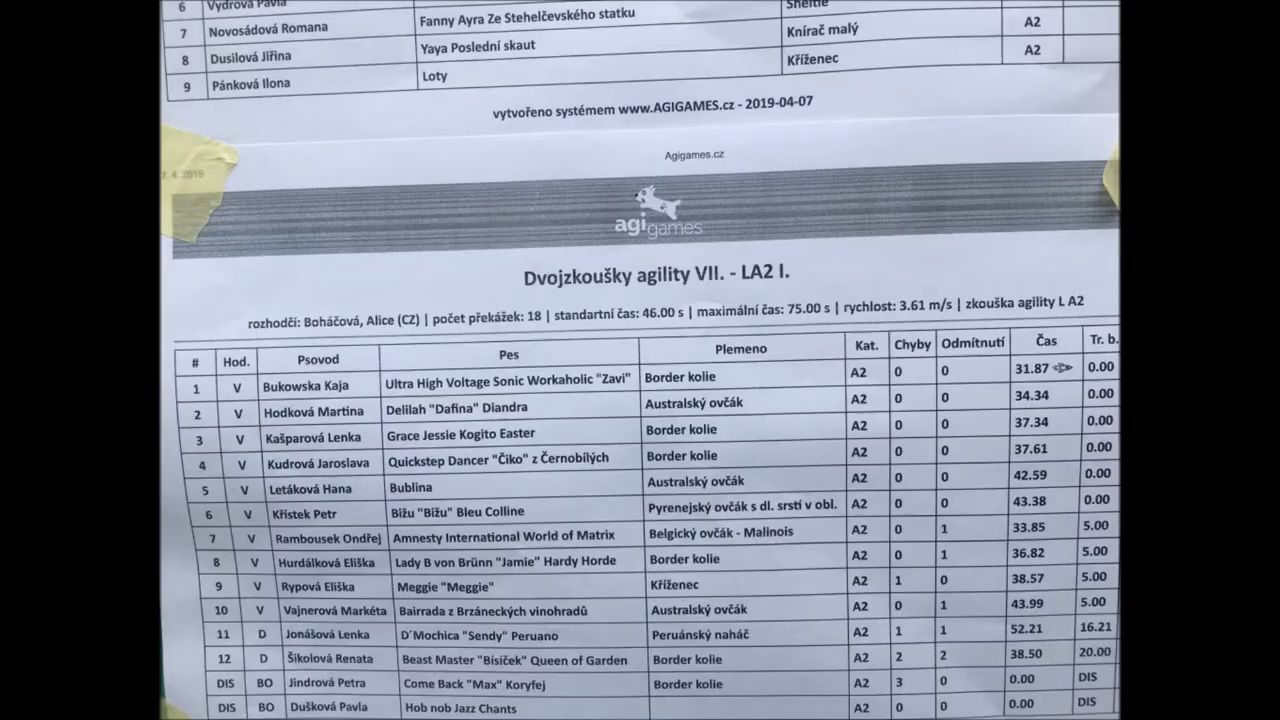 6 Vydrová Pavla Sheltie
7 Novosádová Romana Fanny Ayra Ze Stehelčevského statku Knírač malý A2
8 Dusilová Jiřina Yaya Poslední skaut Kříženec A2
9 Pánková Ilona Loty
vytvořeno systémem www.AGIGAMES.cz - 2019-04-07
Agigames.cz
7. 4. 2019
agigames
Dvojzkoušky agility VII. - LA2 I.
rozhodčí: Boháčová, Alice (CZ) | počet překážek: 18 | standartní čas: 46.00 s | maximální čas: 75.00 s | rychlost: 3.61 m/s | zkouška agility L A2
# Hod. Psovod Pes Plemeno Kat. Chyby Odmítnutí Čas Tr. b.
1 V Bukowska Kaja Ultra High Voltage Sonic Workaholic "Zavi" Border kolie A2 0 0 31.87 0.00
2 V Hodková Martina Delilah "Dafina" Diandra Australský ovčák A2 0 0 34.34 0.00
3 V Kašparová Lenka Grace Jessie Kogito Easter Border kolie A2 0 0 37.34 0.00
4 V Kudrová Jaroslava Quickstep Dancer "Čiko" z Černobílých Border kolie A2 0 0 37.61 0.00
5 V Letáková Hana Bublina Australský ovčák A2 0 0 42.59 0.00
6 V Křístek Petr Bižu "Bižu" Bleu Colline Pyrenejský ovčák s dl. srstí v obl. A2 0 0 43.38 0.00
7 V Rambousek Ondřej Amnesty International World of Matrix Belgický ovčák - Malinois A2 0 1 33.85 5.00
8 V Hurdálková Eliška Lady B von Brünn "Jamie" Hardy Horde Border kolie A2 0 1 36.82 5.00
9 V Rypová Eliška Meggie "Meggie" Kříženec A2 1 0 38.57 5.00
10 V Vajnerová Markéta Bairrada z Brzáneckých vinohradů Australský ovčák A2 0 1 43.99 5.00
11 D Jonášová Lenka D´Mochica "Sendy" Peruano Peruánský naháč A2 1 1 52.21 16.21
12 D Šikolová Renata Beast Master "Bísíček" Queen of Garden Border kolie A2 2 2 38.50 20.00
DIS BO Jindrová Petra Come Back "Max" Koryfej Border kolie A2 3 0 0.00 DIS
DIS BO Dušková Pavla Hob nob Jazz Chants A2 0 0 0.00 DIS